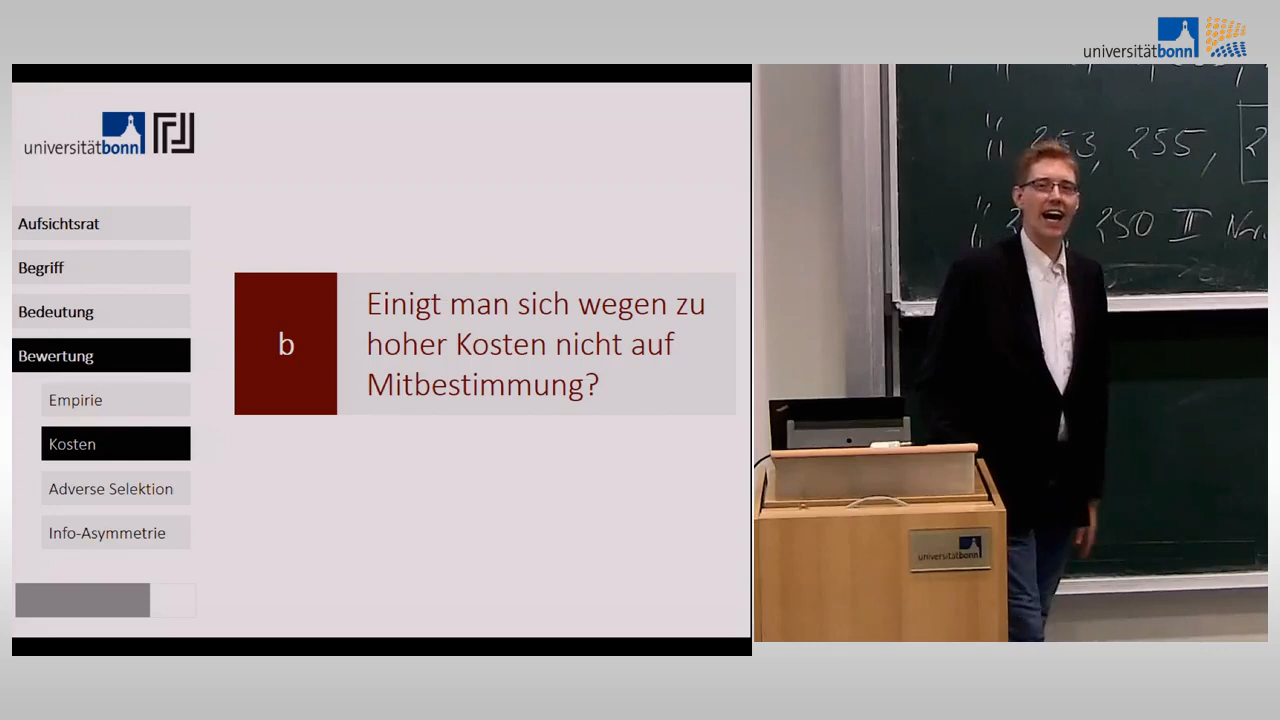 universitätbonn
universitätbonn
Aufsichtsrat
Begriff
Bedeutung
Bewertung
Empirie
Kosten
Adverse Selektion
Info-Asymmetrie
b
Einigt man sich wegen zu
hoher Kosten nicht auf
Mitbestimmung?
253, 255,
250 II
universitätbonn